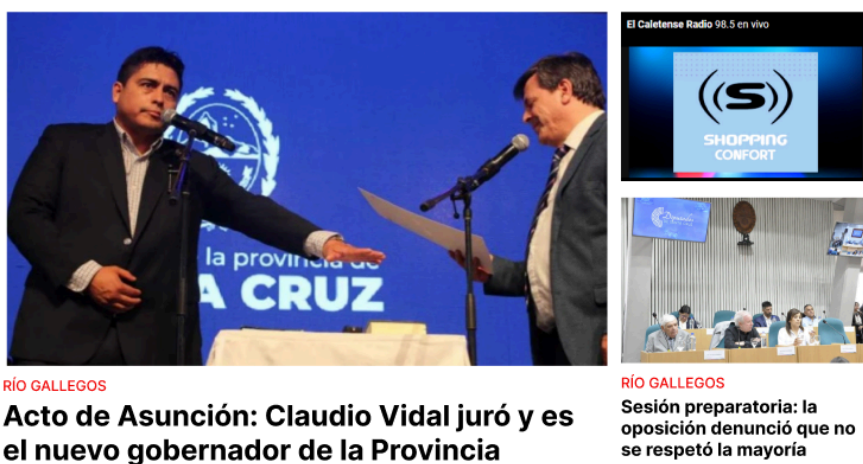 la provincia de
A CRUZ
RÍO GALLEGOS
Acto de Asunción: Claudio Vidal juró y es
el nuevo gobernador de la Provincia
El Caletense Radio 98.5 en vivo
((S))
SHOPPING
CONFORT
RÍO GALLEGOS
Sesión preparatoria: la
oposición denunció que no
se respetó la mayoría